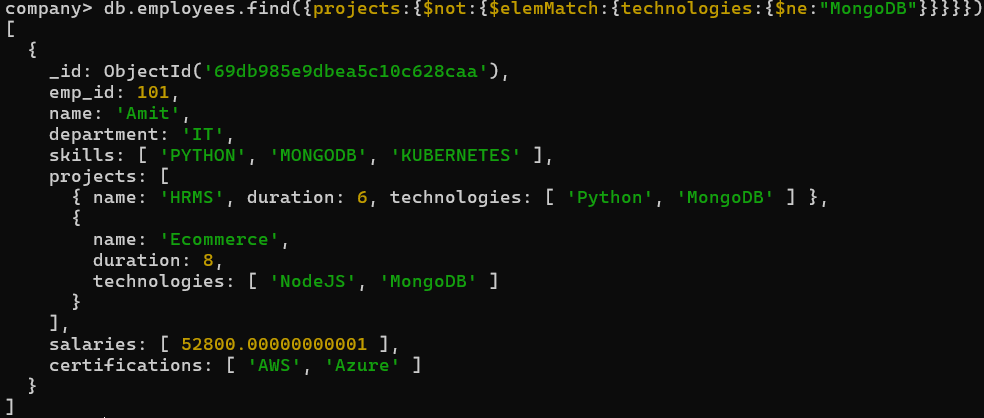 company> db.employees.find({projects:{$not:{$elemMatch:{technologies:{$ne:"MongoDB"}}}}})
[
  {
    _id: ObjectId('69db985e9dbea5c10c628caa'),
    emp_id: 101,
    name: 'Amit',
    department: 'IT',
    skills: [ 'PYTHON', 'MONGODB', 'KUBERNETES' ],
    projects: [
      { name: 'HRMS', duration: 6, technologies: [ 'Python', 'MongoDB' ] },
      {
        name: 'Ecommerce',
        duration: 8,
        technologies: [ 'NodeJS', 'MongoDB' ]
      }
    ],
    salaries: [ 52800.00000000001 ],
    certifications: [ 'AWS', 'Azure' ]
  }
]